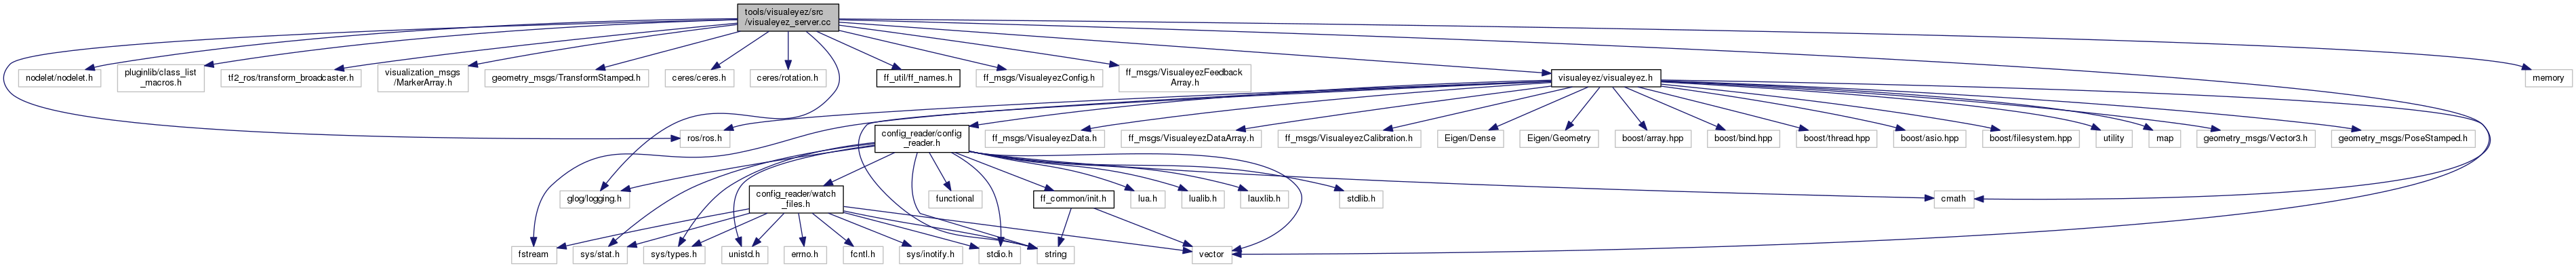 tools/visualeyez/src
/visualeyez_server.cc
nodelet/nodelet.h
pluginlib/class_list
_macros.h
tf2_ros/transform_broadcaster.h
visualization_msgs
/MarkerArray.h
geometry_msgs/TransformStamped.h
ceres/ceres.h
ceres/rotation.h
ff_util/ff_names.h
ff_msgs/VisualeyezConfig.h
ff_msgs/VisualeyezFeedback
Array.h
visualeyez/visualeyez.h
memory
ros/ros.h
config_reader/config
_reader.h
ff_msgs/VisualeyezData.h
ff_msgs/VisualeyezDataArray.h
ff_msgs/VisualeyezCalibration.h
Eigen/Dense
Eigen/Geometry
boost/array.hpp
boost/bind.hpp
boost/thread.hpp
boost/asio.hpp
boost/filesystem.hpp
utility
map
geometry_msgs/Vector3.h
geometry_msgs/PoseStamped.h
glog/logging.h
config_reader/watch
_files.h
functional
ff_common/init.h
lua.h
lualib.h
lauxlib.h
stdlib.h
cmath
fstream
sys/stat.h
sys/types.h
unistd.h
errno.h
fcntl.h
sys/inotify.h
stdio.h
string
vector